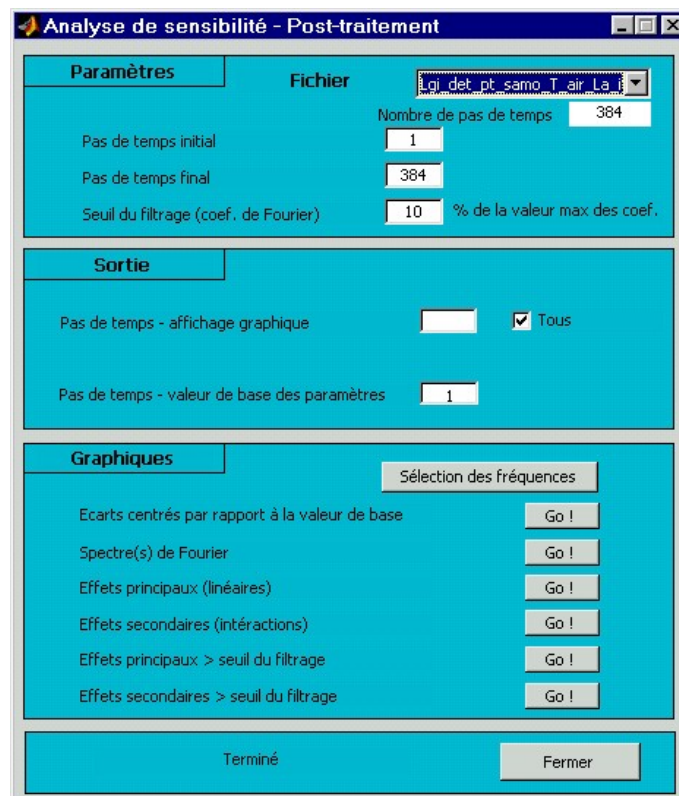 Analyse de sensibilité - Post-traitement
Paramètres
Fichier
Lgi_det_pt_samo_T_air_La_i
Nombre de pas de temps 384
Pas de temps initial 1
Pas de temps final 384
Seuil du filtrage (coef. de Fourier) 10 % de la valeur max des coef.
Sortie
Pas de temps - affichage graphique Tous
Pas de temps - valeur de base des paramètres 1
Graphiques
Sélection des fréquences
Ecarts centrés par rapport à la valeur de base Go !
Spectre(s) de Fourier Go !
Effets principaux (linéaires) Go !
Effets secondaires (intéractions) Go !
Effets principaux > seuil du filtrage Go !
Effets secondaires > seuil du filtrage Go !
Terminé
Fermer